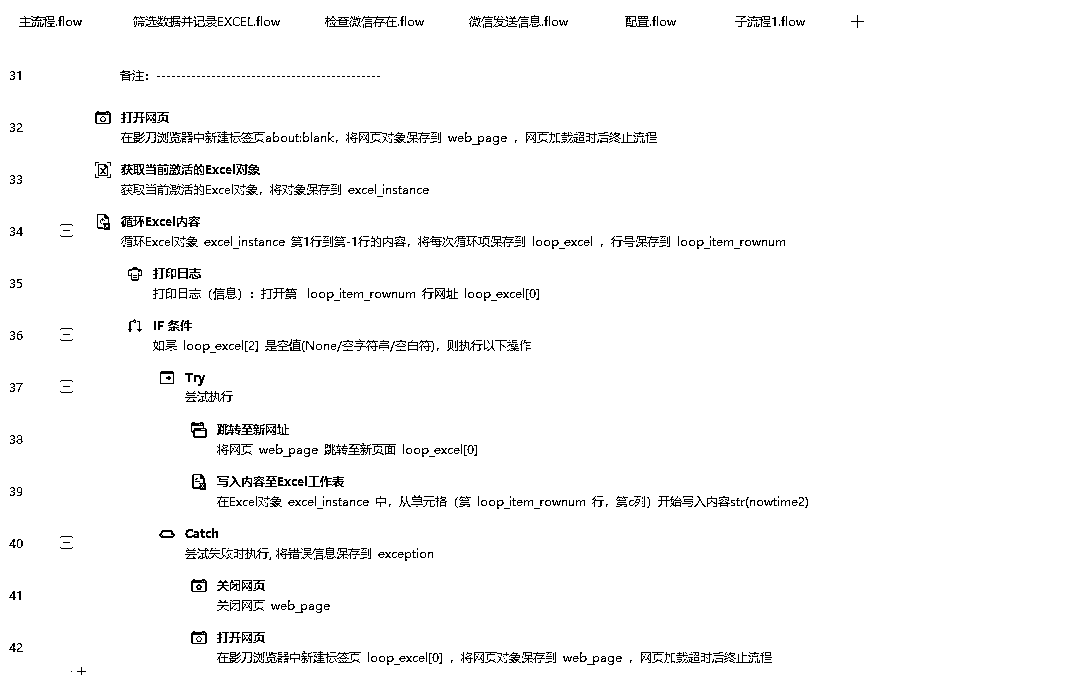 主流程.flow 筛选数据并记录EXCEL.flow 检查微信存在.flow 微信发送信息.flow 配置.flow 子流程1.flow +
31 备注: ---------------------------------------------
打开网页
32 在影刀浏览器中新建标签页about:blank，将网页对象保存到 web_page ，网页加载超时后终止流程
获取当前激活的Excel对象
33 获取当前激活的Excel对象，将对象保存到 excel_instance
循环Excel内容
34 循环Excel对象 excel_instance 第1行到第-1行的内容，将每次循环项保存到 loop_excel ，行号保存到 loop_item_rownum
打印日志
35 打印日志（信息）：打开第 loop_item_rownum 行网址 loop_excel[0]
IF 条件
36 如果 loop_excel[2] 是空值(None/空字符串/空白符)，则执行以下操作
Try
37 尝试执行
跳转至新网址
38 将网页 web_page 跳转至新页面 loop_excel[0]
写入内容至Excel工作表
39 在Excel对象 excel_instance 中，从单元格（第 loop_item_rownum 行，第c列）开始写入内容str(nowtime2)
Catch
40 尝试失败时执行, 将错误信息保存到 exception
关闭网页
41 关闭网页 web_page
打开网页
42 在影刀浏览器中新建标签页 loop_excel[0] ，将网页对象保存到 web_page ，网页加载超时后终止流程